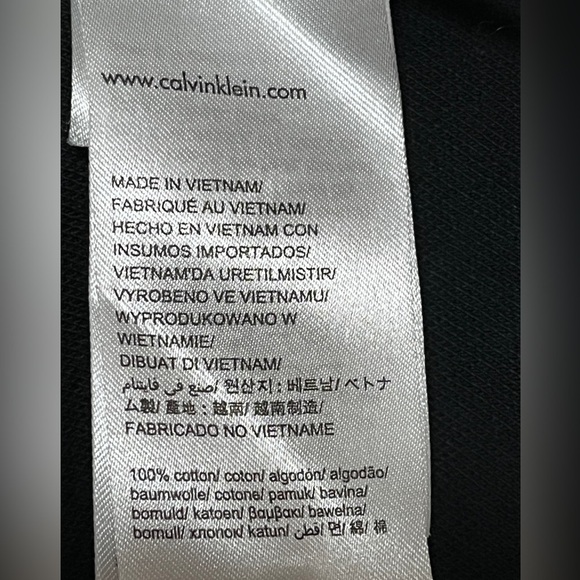 www.calvinklein.com
MADE IN VIETNAM/
FABRIQUÉ AU VIETNAM/
HECHO EN VIETNAM CON
INSUMOS IMPORTADOS/
VIETNAM'DA URETILMISTIR/
VYROBENO VE VIETNAMU/
WYPRODUKOWANO W
WIETNAMIE/
DIBUAT DI VIETNAM/
صنع في فايتنام/ 원산지 : 베트남/ ベトナ
ム製/ 產地 : 越南/ 越南制造/
FABRICADO NO VIETNAME
100% cotton/ coton/ algodón/ algodão/
baumwolle/ cotone/ pamuk/ bavlna/
bomuld/ katoen/ βαμβακι/ bawełna/
bomull/ хлопок/ katun/ قطن/ 면/ 綿/ 棉